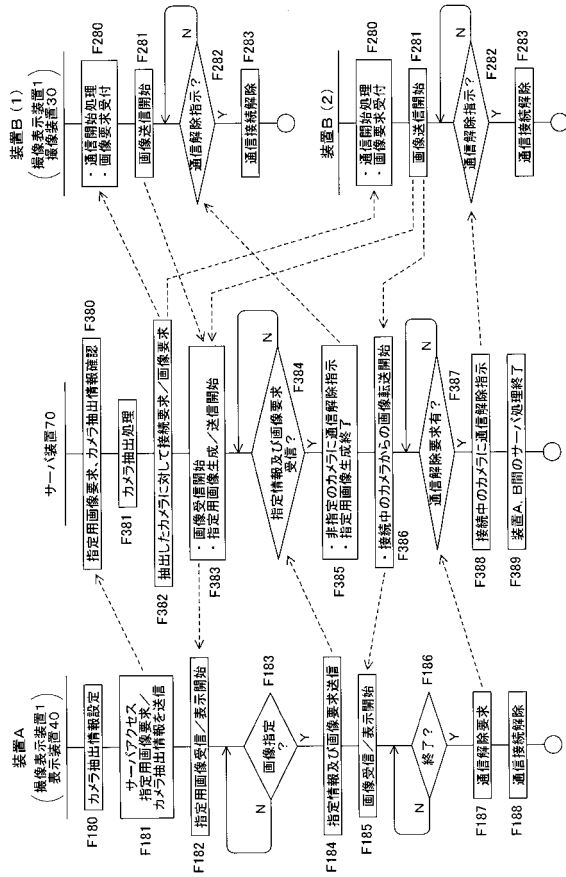 装置A
(撮像表示装置1
表示装置40)
F180
カメラ抽出情報設定
F181
サーバアクセス
指定用画像要求/
カメラ抽出情報を送信
F182
指定用画像受信/表示開始
F183
画像指定
?
N
Y
F184
指定情報及び画像要求送信
F185
画像受信/表示開始
F186
終了?
N
Y
F187
通信解除要求
F188
通信接続解除
サーバ装置70
F380
指定用画像要求、カメラ抽出情報確認
F381
カメラ抽出処理
F382
抽出したカメラに対して接続要求/画像要求
F383
・画像受信開始
・指定用画像生成/送信開始
F384
指定情報及び画像要求
受信?
N
Y
F385
・非指定のカメラに通信解除指示
・指定用画像生成終了
F386
・接続中のカメラからの画像転送開始
F387
通信解除要求有?
N
Y
F388
接続中のカメラに通信解除指示
F389
装置A、B間のサーバ処理終了
装置B(1)
(撮像表示装置1
撮像装置30)
F280
・通信開始処理
・画像要求受付
F281
画像送信開始
F282
通信解除指示?
N
Y
F283
通信接続解除
装置B(2)
F280
・通信開始処理
・画像要求受付
F281
画像送信開始
F282
通信解除指示?
N
Y
F283
通信接続解除